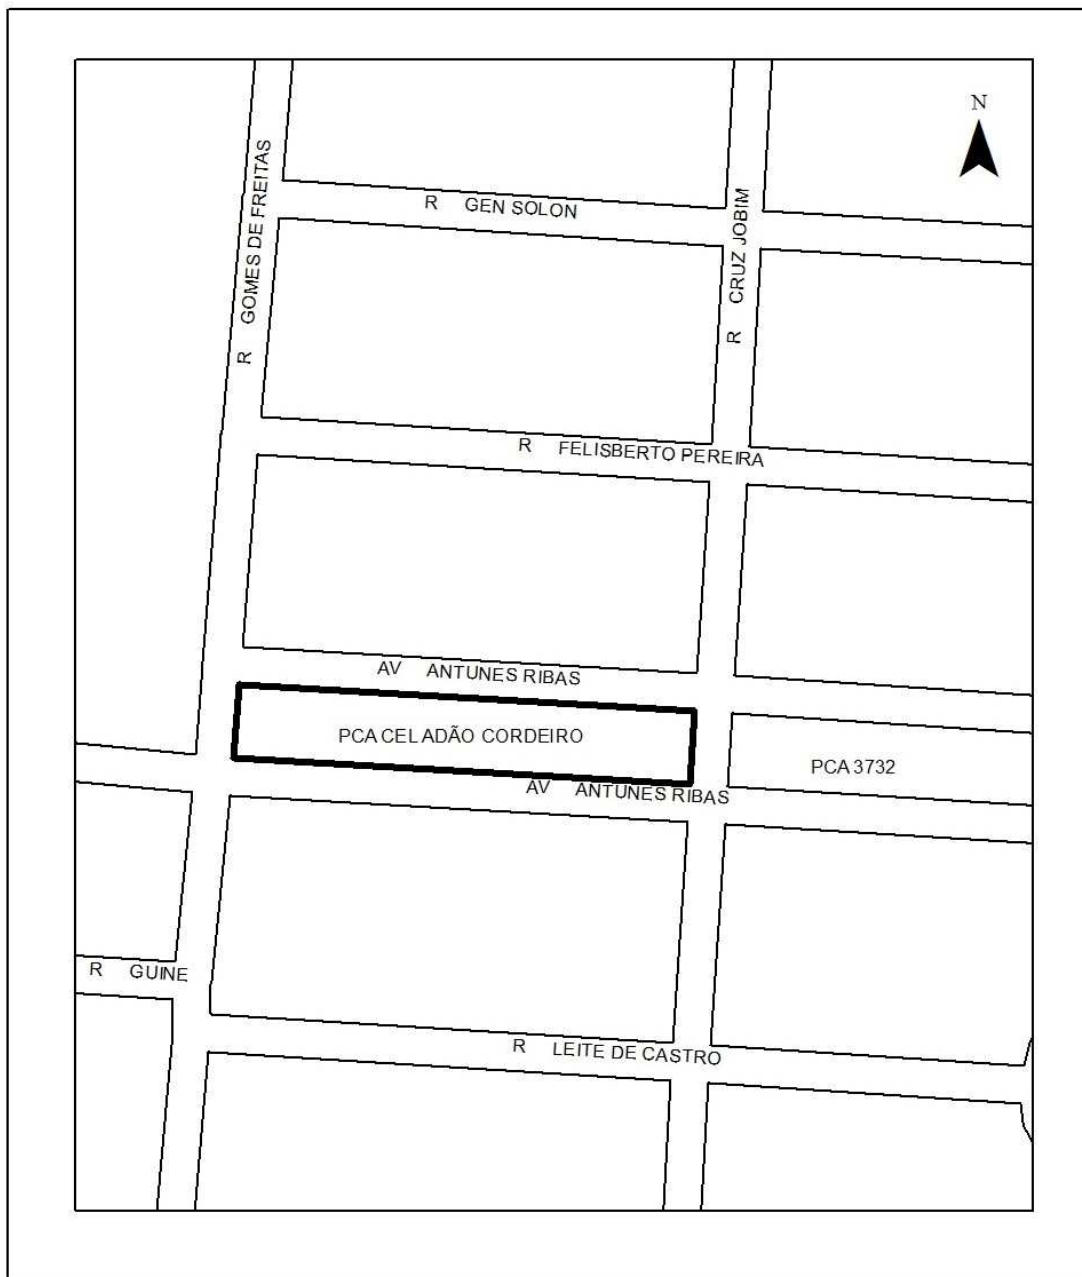 N
R GOMES DE FREITAS
R GEN SOLON
R CRUZ JOBIM
R FELISBERTO PEREIRA
AV ANTUNES RIBAS
PCA CEL ADÃO CORDEIRO
PCA 3732
AV ANTUNES RIBAS
R GUINE
R LEITE DE CASTRO